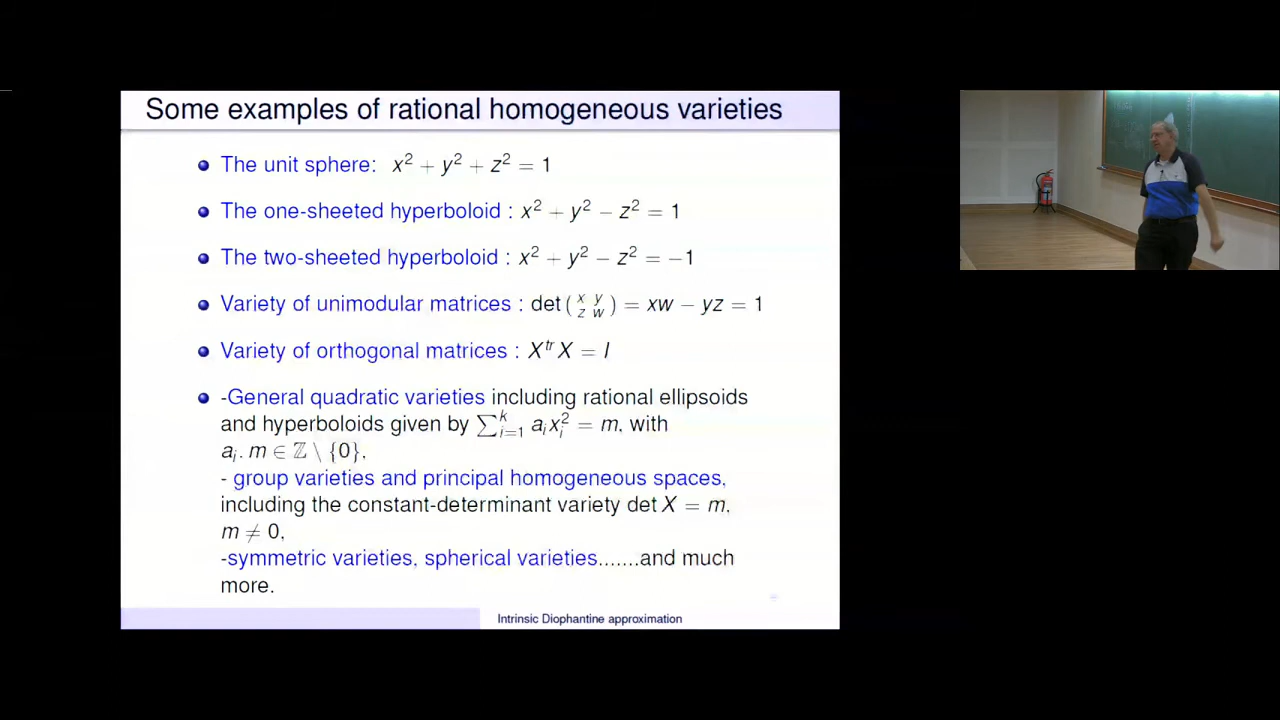 Some examples of rational homogeneous varieties
The unit sphere: x² + y² + z² = 1
The one-sheeted hyperboloid : x² + y² − z² = 1
The two-sheeted hyperboloid : x² + y² − z² = −1
Variety of unimodular matrices : det (x y z w) = xw − yz = 1
Variety of orthogonal matrices : Xᵗʳ X = I
-General quadratic varieties including rational ellipsoids
and hyperboloids given by ∑ᵏᵢ₌₁ aᵢxᵢ² = m, with
aᵢ. m ∈ ℤ \ {0},
- group varieties and principal homogeneous spaces,
including the constant-determinant variety det X = m,
m ≠ 0,
-symmetric varieties, spherical varieties.......and much
more.
Intrinsic Diophantine approximation